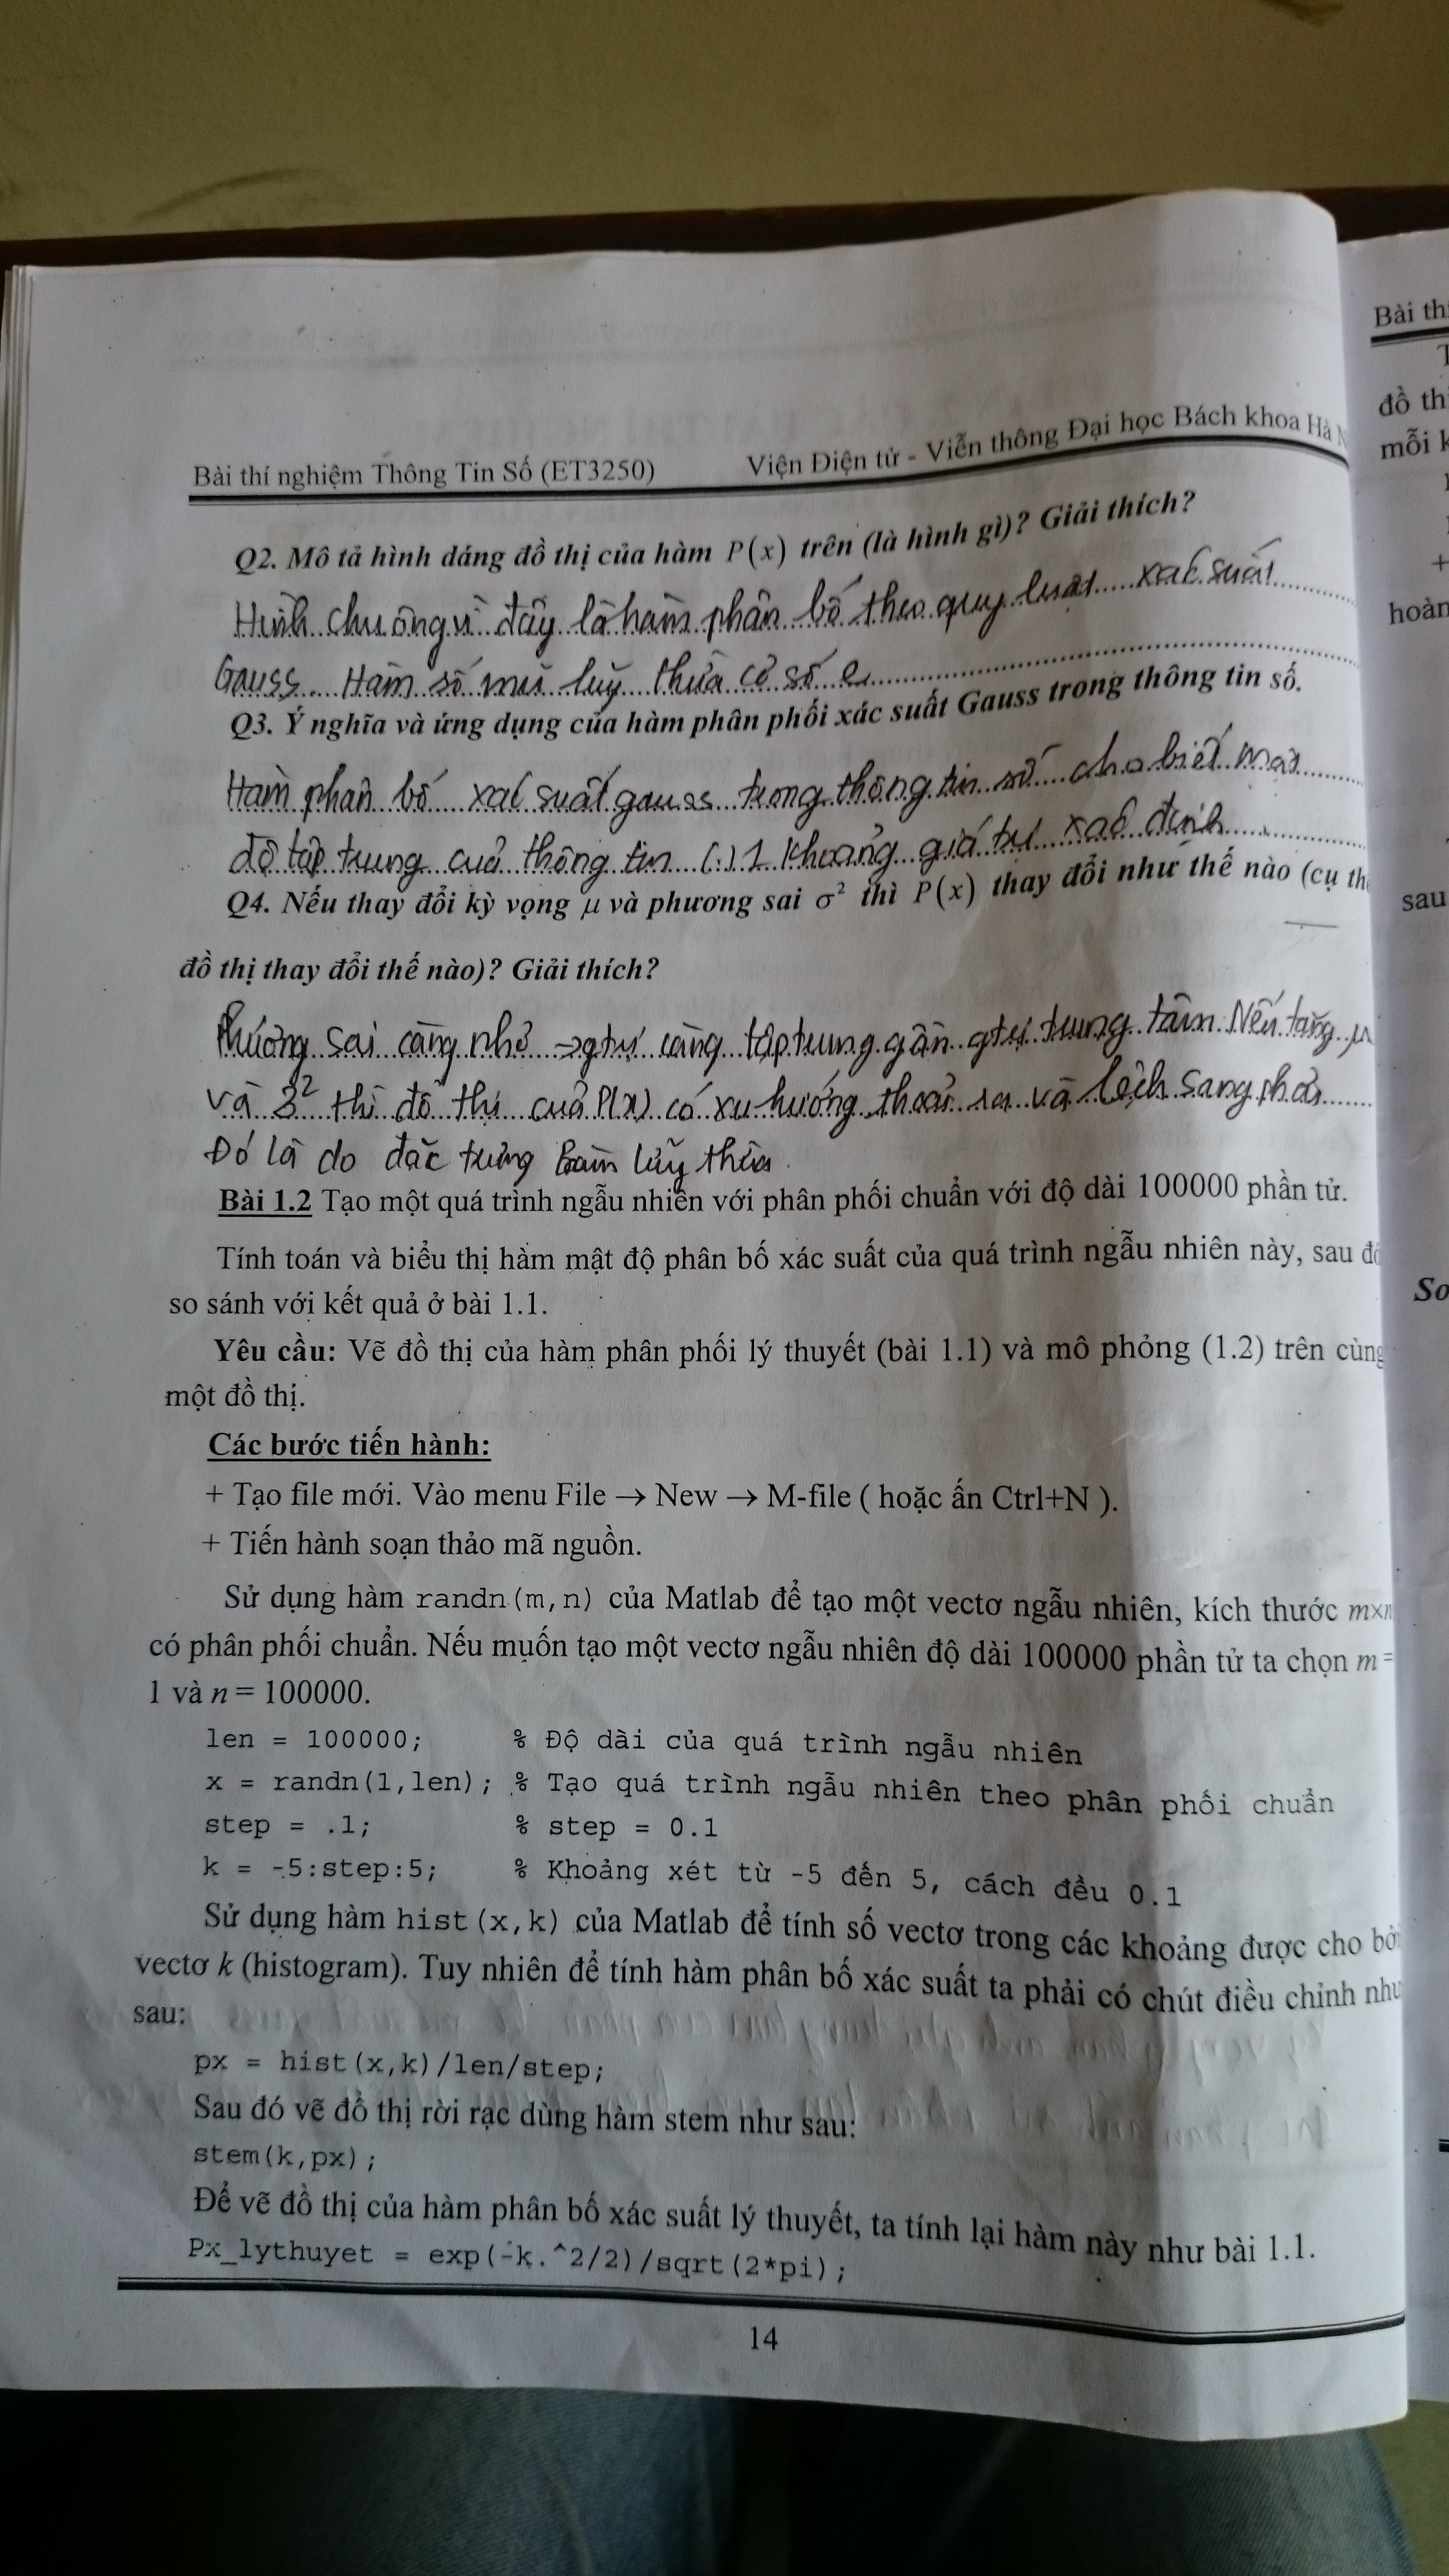 Bài thí nghiệm Thông Tin Số (ET3250) Viện Điện tử - Viễn thông Đại học Bách khoa Hà
Q2. Mô tả hình dáng đồ thị của hàm P(x) trên (là hình gì)? Giải thích?
Hình chuông vì đây là hàm phân bố theo quy luật xác suất
Gauss. Hàm số mũ luỹ thừa cơ số e
Q3. Ý nghĩa và ứng dụng của hàm phân phối xác suất Gauss trong thông tin số.
Hàm phân bố xác suất gauss trong thông tin số cho biết mật
độ tập trung của thông tin (.) 1 khoảng giá trị xác định
Q4. Nếu thay đổi kỳ vọng μ và phương sai σ² thì P(x) thay đổi như thế nào (cụ th
đồ thị thay đổi thế nào)? Giải thích?
Phương sai càng nhỏ → gtrị càng tập trung gần gtrị trung tâm. Nếu tăng μ
và 3² thì đồ thị của P(x) có xu hướng thoải ra và lệch sang phải
Đó là do đặc trưng hàm lũy thừa.
Bài 1.2 Tạo một quá trình ngẫu nhiên với phân phối chuẩn với độ dài 100000 phần tử.
Tính toán và biểu thị hàm mật độ phân bố xác suất của quá trình ngẫu nhiên này, sau đó
so sánh với kết quả ở bài 1.1.
Yêu cầu: Vẽ đồ thị của hàm phân phối lý thuyết (bài 1.1) và mô phỏng (1.2) trên cùng
một đồ thị.
Các bước tiến hành:
+ Tạo file mới. Vào menu File → New → M-file ( hoặc ấn Ctrl+N ).
+ Tiến hành soạn thảo mã nguồn.
Sử dụng hàm randn(m,n) của Matlab để tạo một vectơ ngẫu nhiên, kích thước m×n
có phân phối chuẩn. Nếu muốn tạo một vectơ ngẫu nhiên độ dài 100000 phần tử ta chọn m =
1 và n = 100000.
len = 100000; % Độ dài của quá trình ngẫu nhiên
x = randn(1,len); % Tạo quá trình ngẫu nhiên theo phân phối chuẩn
step = .1; % step = 0.1
k = -5:step:5; % Khoảng xét từ -5 đến 5, cách đều 0.1
Sử dụng hàm hist(x,k) của Matlab để tính số vectơ trong các khoảng được cho bởi
vectơ k (histogram). Tuy nhiên để tính hàm phân bố xác suất ta phải có chút điều chỉnh như
sau:
px = hist(x,k)/len/step;
Sau đó vẽ đồ thị rời rạc dùng hàm stem như sau:
stem(k,px);
Để vẽ đồ thị của hàm phân bố xác suất lý thuyết, ta tính lại hàm này như bài 1.1.
Px_lythuyet = exp(-k.^2/2)/sqrt(2*pi);
14
Bài th
đồ th
mỗi k
+
hoàn
sau
So